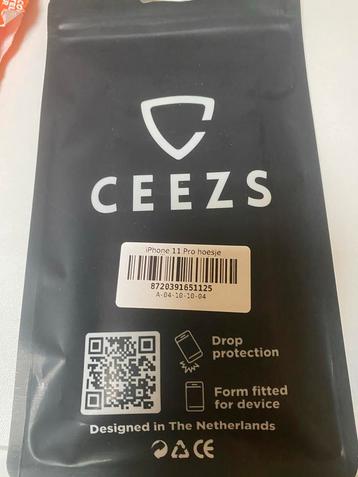 CEEZS
iPhone 11 Pro hoesje
8720391651125
A-04-10-10-04
Drop
protection
Form fitted
for device
Designed in The Netherlands
CE